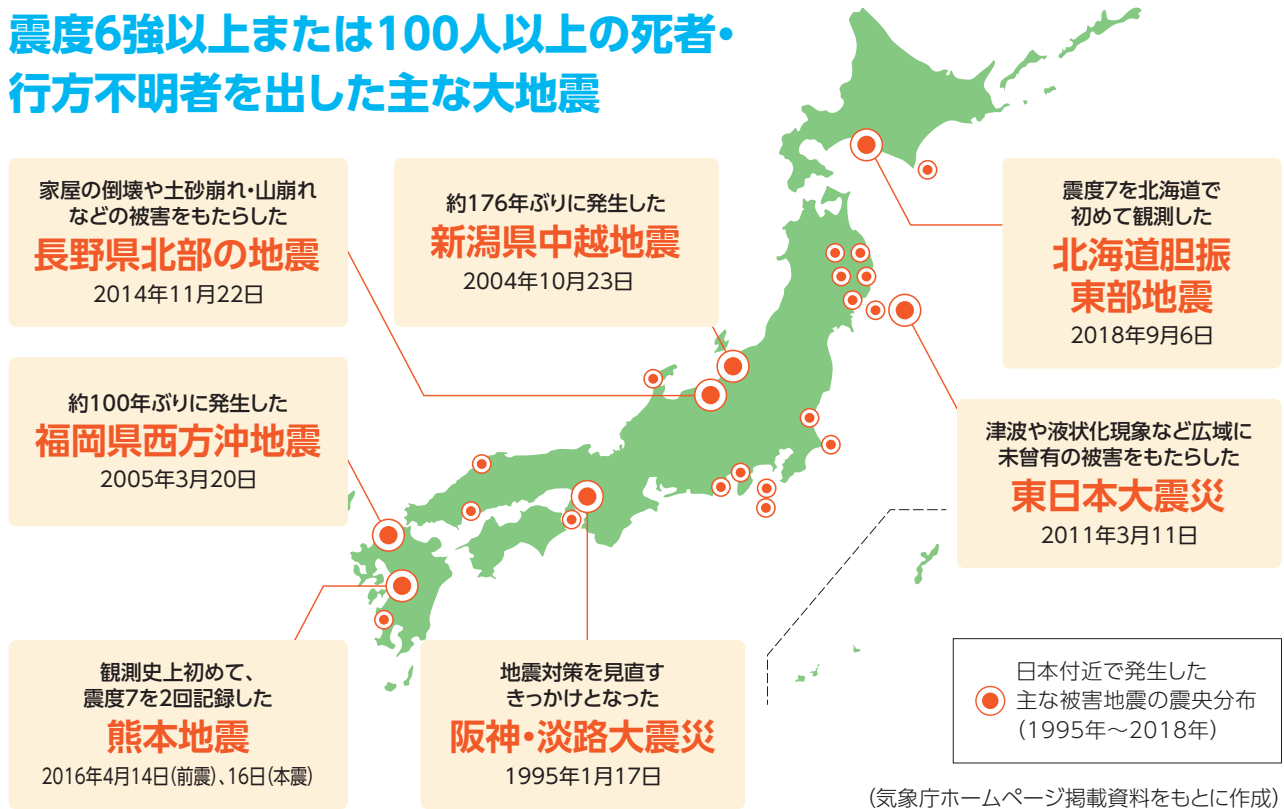 震度6強以上または100人以上の死者・
行方不明者を出した主な大地震
家屋の倒壊や土砂崩れ・山崩れ
などの被害をもたらした
長野県北部の地震
2014年11月22日
約176年ぶりに発生した
新潟県中越地震
2004年10月23日
震度7を北海道で
初めて観測した
北海道胆振
東部地震
2018年9月6日
約100年ぶりに発生した
福岡県西方沖地震
2005年3月20日
津波や液状化現象など広域に
未曾有の被害をもたらした
東日本大震災
2011年3月11日
観測史上初めて、
震度7を2回記録した
熊本地震
2016年4月14日(前震)、16日(本震)
地震対策を見直す
きっかけとなった
阪神・淡路大震災
1995年1月17日
日本付近で発生した
主な被害地震の震央分布
(1995年～2018年)
(気象庁ホームページ掲載資料をもとに作成)